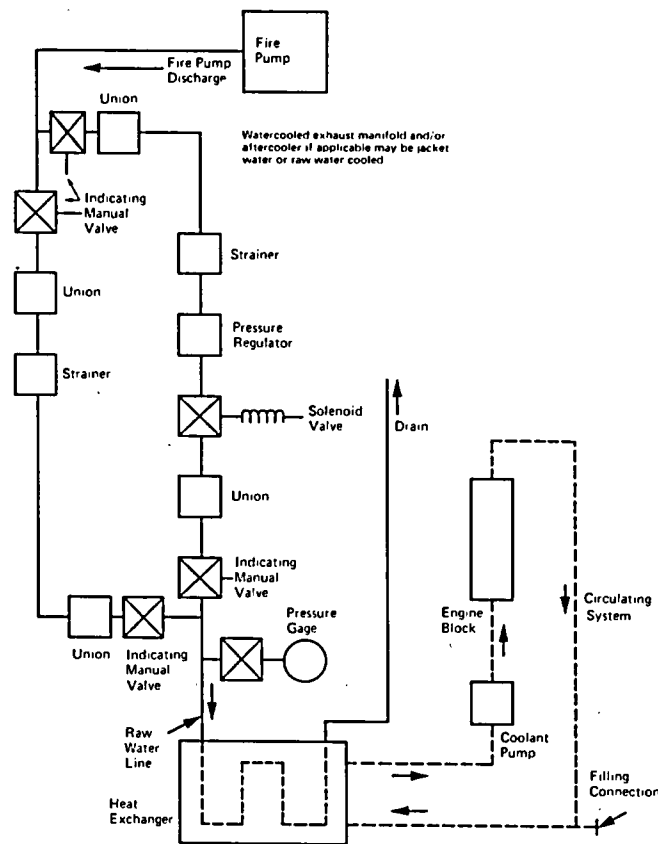 Fire
Pump
Fire Pump
Discharge
Union
Watercooled exhaust manifold and/or
aftercooler if applicable may be jacket
water or raw water cooled
Indicating
Manual
Valve
Strainer
Union
Pressure
Regulator
Strainer
Solenoid
Valve
Drain
Union
Indicating
Manual
Valve
Engine
Block
Circulating
System
Pressure
Gage
Union
Indicating
Manual
Valve
Raw
Water
Line
Coolant
Pump
Filling
Connection
Heat
Exchanger